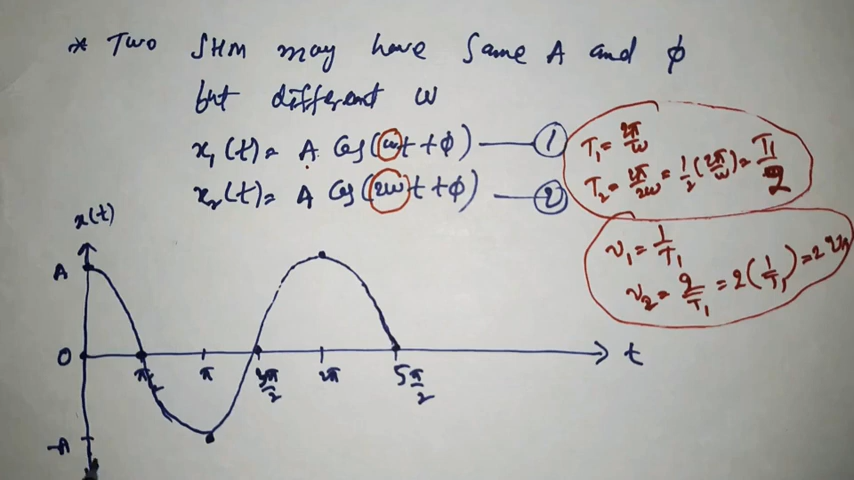 * Two SHM may have same A and ϕ
but different ω
x₁(t) = A Cos(ωt+ϕ) — ①
x₂(t) = A Cos(2ωt+ϕ) — ②
T₁ = 2π/ω
T₂ = 2π/2ω = 1/2 (2π/ω) = T₁/2
ν₁ = 1/T₁
ν₂ = 2/T₁ = 2(1/T₁) = 2ν₁
x(t)
A
0 π/2 π 3π/2 2π 5π/2 t
-A